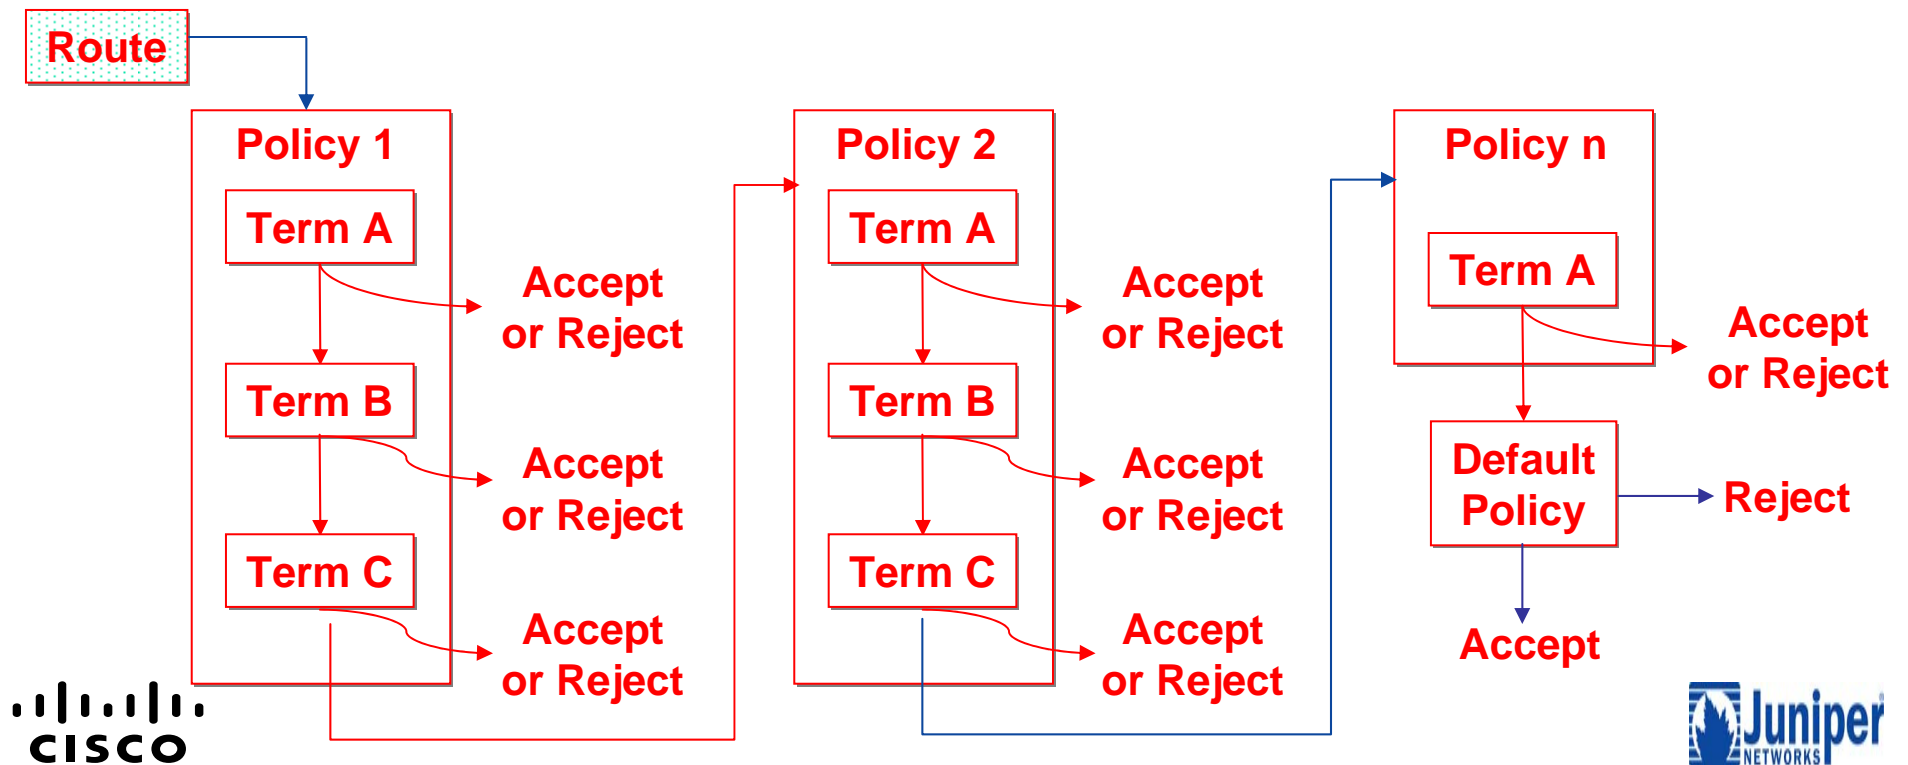 Route
Policy 1
Term A
Accept
or Reject
Term B
Accept
or Reject
Term C
Accept
or Reject
Policy 2
Term A
Accept
or Reject
Term B
Accept
or Reject
Term C
Accept
or Reject
Policy n
Term A
Accept
or Reject
Default
Policy
Reject
Accept
CISCO
Juniper
NETWORKS